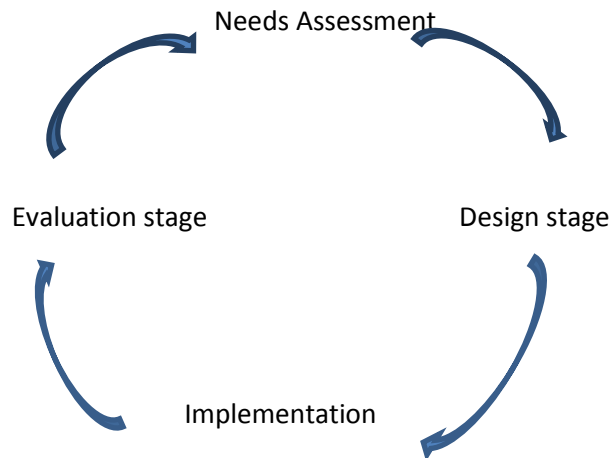 Needs Assessment
Evaluation stage
Design stage
Implementation